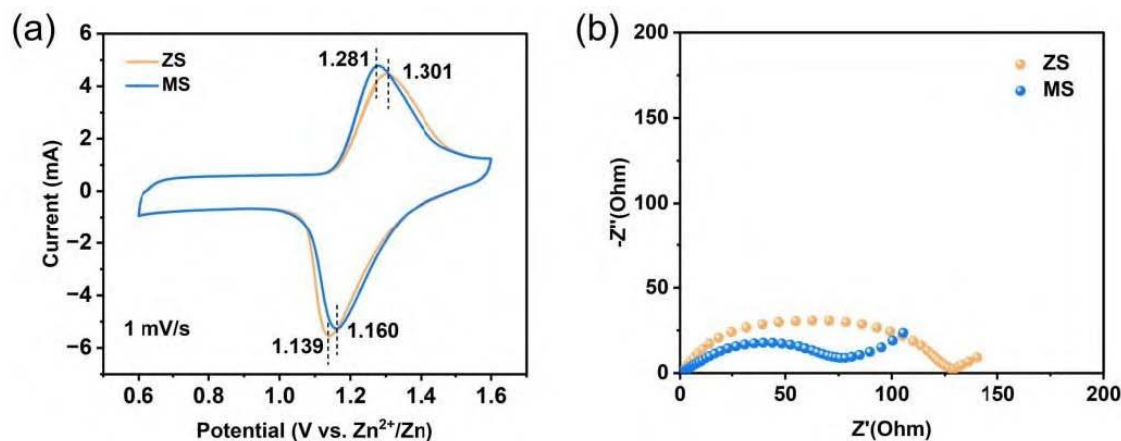 (a)
6
4
2
0
−2
−4
−6
Current (mA)
ZS
MS
1.281
1.301
1.139
1.160
1 mV/s
0.6 0.8 1.0 1.2 1.4 1.6
Potential (V vs. Zn²⁺/Zn)
(b)
200
150
100
50
0
-Z''(Ohm)
ZS
MS
0 50 100 150 200
Z'(Ohm)